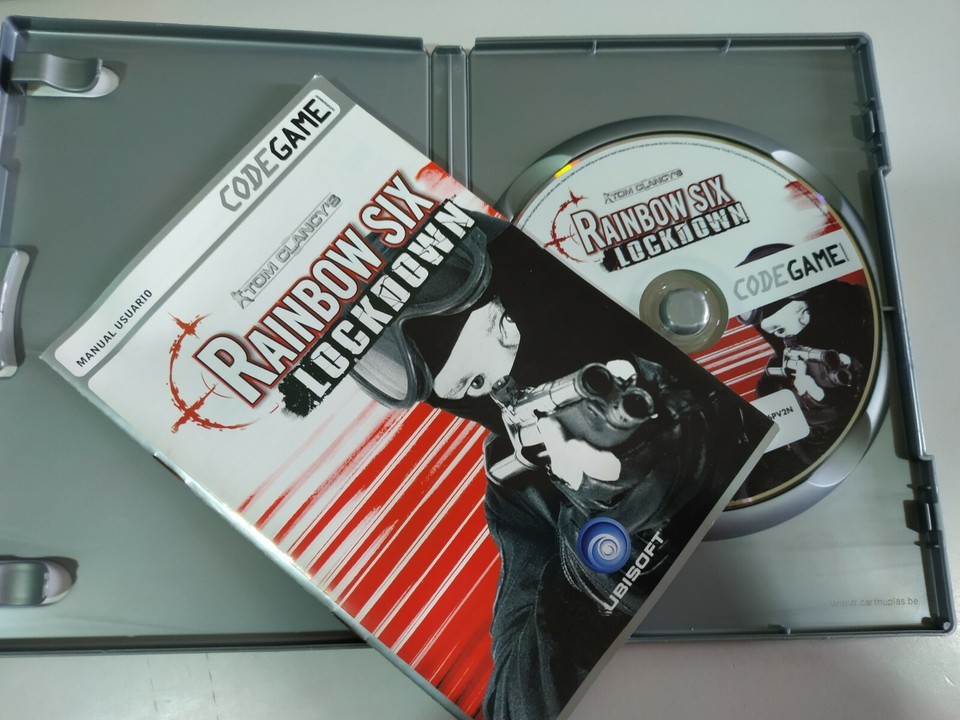 CODEGAME
MANUAL USUARIO
TOM CLANCY'S
RAINBOW SIX
LOCKDOWN
UBISOFT
TOM CLANCY'S
RAINBOW SIX
LOCKDOWN
CODEGAME